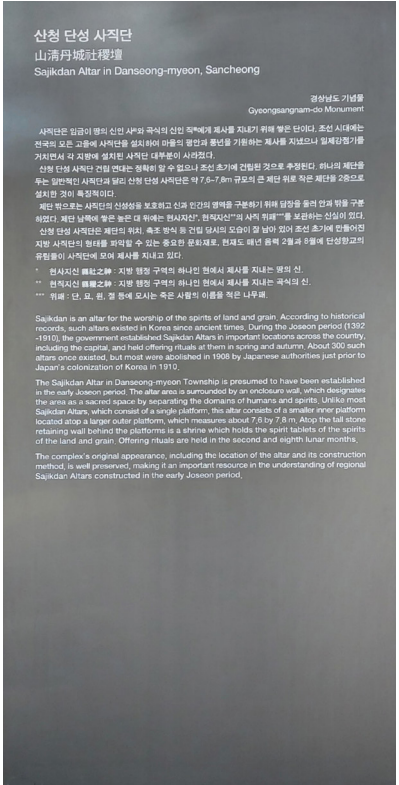 산청 단성 사직단
山淸丹城社稷壇
Sajikdan Altar in Danseong-myeon, Sancheong
경상남도 기념물
Gyeongsangnam-do Monument
사직단은 임금이 땅의 신인 사社와 곡식의 신인 직稷에게 제사를 지내기 위해 쌓은 단이다. 조선 시대에는
전국의 모든 고을에 사직단을 설치하여 마을의 평안과 풍년을 기원하는 제사를 지냈으나 일제강점기를
거치면서 각 지방에 설치된 사직단 대부분이 사라졌다.
산청 단성 사직단 건립 연대는 정확히 알 수 없으나 조선 초기에 건립된 것으로 추정된다. 하나의 제단을
두는 일반적인 사직단과 달리 산청 단성 사직단은 약 7.6~7.8m 규모의 큰 제단 위로 작은 제단을 2중으로
설치한 것이 특징적이다.
제단 밖으로는 사직단의 신성성을 보호하고 신과 인간의 영역을 구분하기 위해 담장을 둘러 안과 밖을 구분
하였다. 제단 남쪽에 쌓은 높은 대 위에는 현사지신*, 현직지신**의 사직 위패***를 보관하는 신실이 있다.
산청 단성 사직단은 제단의 위치, 축조 방식 등 건립 당시의 모습이 잘 남아 있어 조선 초기에 만들어진
지방 사직단의 형태를 파악할 수 있는 중요한 문화재로, 현재도 매년 음력 2월과 8월에 단성향교의
유림들이 사직단에 모여 제사를 지내고 있다.
* 현사지신 縣社之神 : 지방 행정 구역의 하나인 현에서 제사를 지내는 땅의 신.
** 현직지신 縣稷之神 : 지방 행정 구역의 하나인 현에서 제사를 지내는 곡식의 신.
*** 위패 : 단, 묘, 원, 절 등에 모시는 죽은 사람의 이름을 적은 나무패.
Sajikdan is an altar for the worship of the spirits of land and grain. According to historical
records, such altars existed in Korea since ancient times. During the Joseon period (1392
-1910), the government established Sajikdan Altars in important locations across the country,
including the capital, and held offering rituals at them in spring and autumn. About 300 such
altars once existed, but most were abolished in 1908 by Japanese authorities just prior to
Japan's colonization of Korea in 1910.
The Sajikdan Altar in Danseong-myeon Township is presumed to have been established
in the early Joseon period. The altar area is surrounded by an enclosure wall, which designates
the area as a sacred space by separating the domains of humans and spirits. Unlike most
Sajikdan Altars, which consist of a single platform, this altar consists of a smaller inner platform
located atop a larger outer platform, which measures about 7.6 by 7.8 m. Atop the tall stone
retaining wall behind the platforms is a shrine which holds the spirit tablets of the spirits
of the land and grain. Offering rituals are held in the second and eighth lunar months.
The complex's original appearance, including the location of the altar and its construction
method, is well preserved, making it an important resource in the understanding of regional
Sajikdan Altars constructed in the early Joseon period.